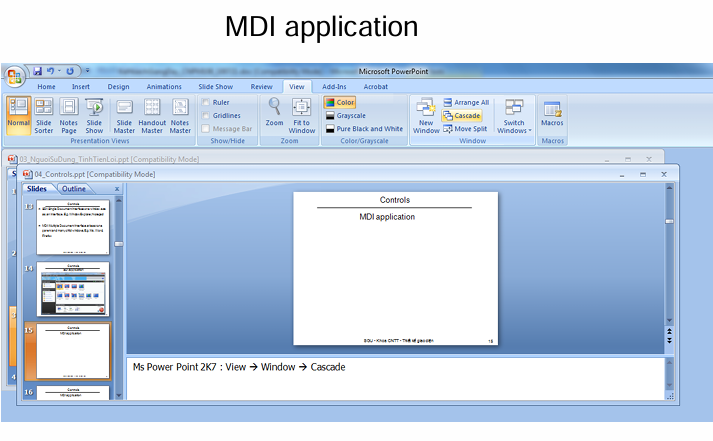 MDI application
Microsoft PowerPoint
Home Insert Design Animations Slide Show Review View Add-Ins Acrobat
Normal Slide Sorter Notes Page Slide Show Slide Master Handout Master Notes Master
Presentation Views
Ruler
Gridlines
Message Bar
Show/Hide
Zoom Fit to Window
Zoom
Color
Grayscale
Pure Black and White
Color/Grayscale
New Window
Arrange All
Cascade
Move Split
Switch Windows
Window
Macros
Macros
03_NguoiSuDung_TinhTienLoi.ppt [Compatibility Mode]
04_Controls.ppt [Compatibility Mode]
Slides Outline x
13
Controls
14
Controls
15
Controls
MDI application
16
Controls
MDI application
Controls
MDI application
SGU - Khoa CNTT - Thiết kế giao diện 15
Ms Power Point 2K7 : View → Window → Cascade